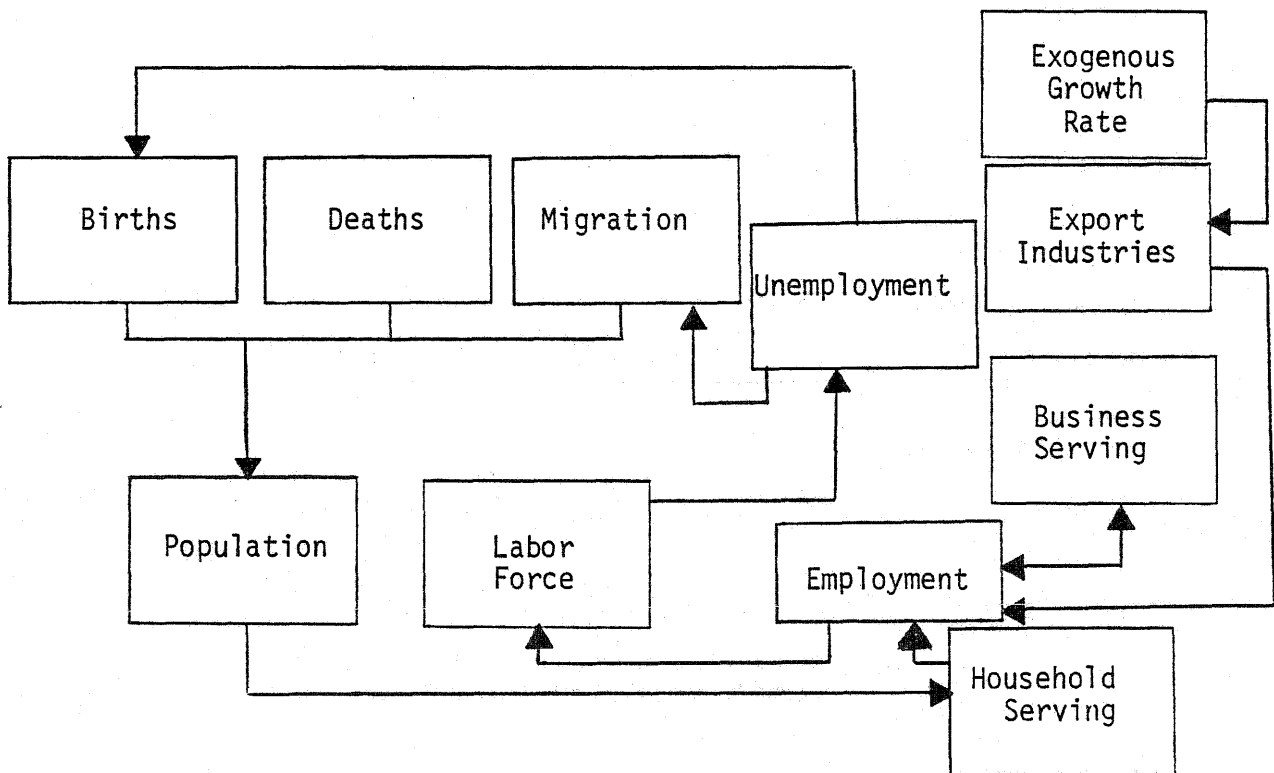 Exogenous
Growth
Rate
Births
Deaths
Migration
Export
Industries
Unemployment
Business
Serving
Population
Labor
Force
Employment
Household
Serving